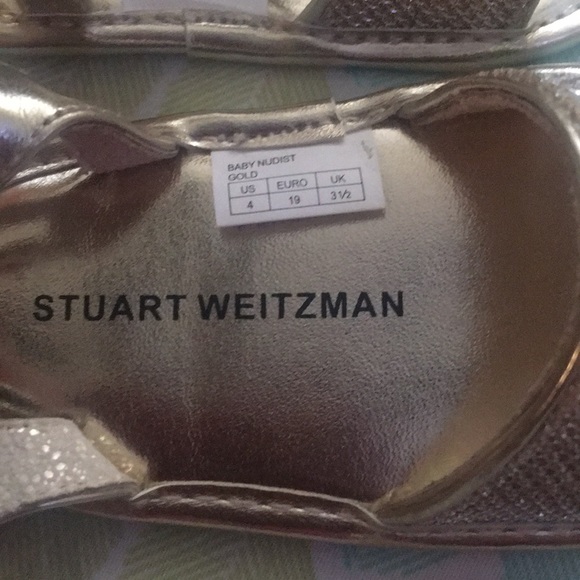 BABY NUDIST
GOLD
US EURO UK
4 19 3½
STUART WEITZMAN